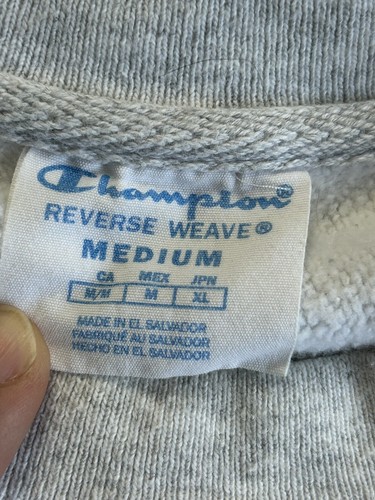 Champion®
REVERSE WEAVE®
MEDIUM
CA MEX JPN
M/M M XL
MADE IN EL SALVADOR
FABRIQUÉ AU SALVADOR
HECHO EN EL SALVADOR